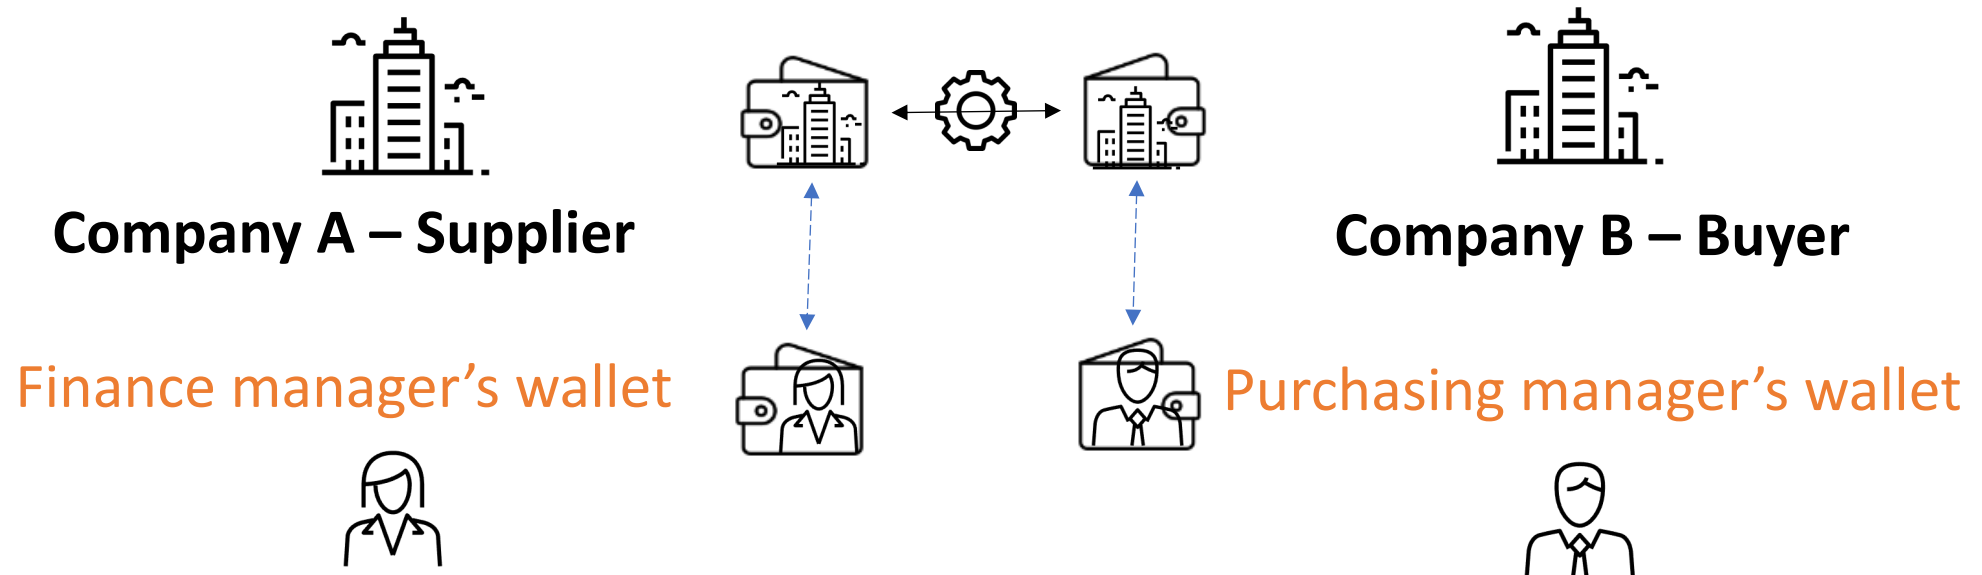 Company A – Supplier
Company B – Buyer
Finance manager’s wallet
Purchasing manager’s wallet